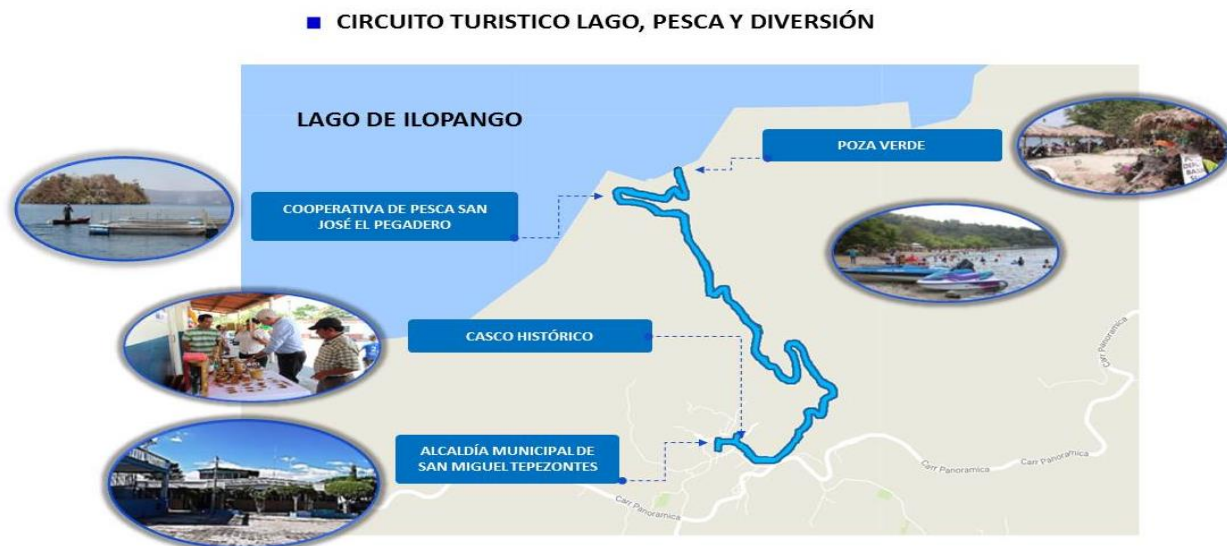 CIRCUITO TURISTICO LAGO, PESCA Y DIVERSIÓN
LAGO DE ILOPANGO
POZA VERDE
COOPERATIVA DE PESCA SAN
JOSÉ EL PEGADERO
CASCO HISTÓRICO
ALCALDÍA MUNICIPAL DE
SAN MIGUEL TEPEZONTES
Carr Panoramica
Carr Panoramica
Carr Panoramica
Carr Panoramica